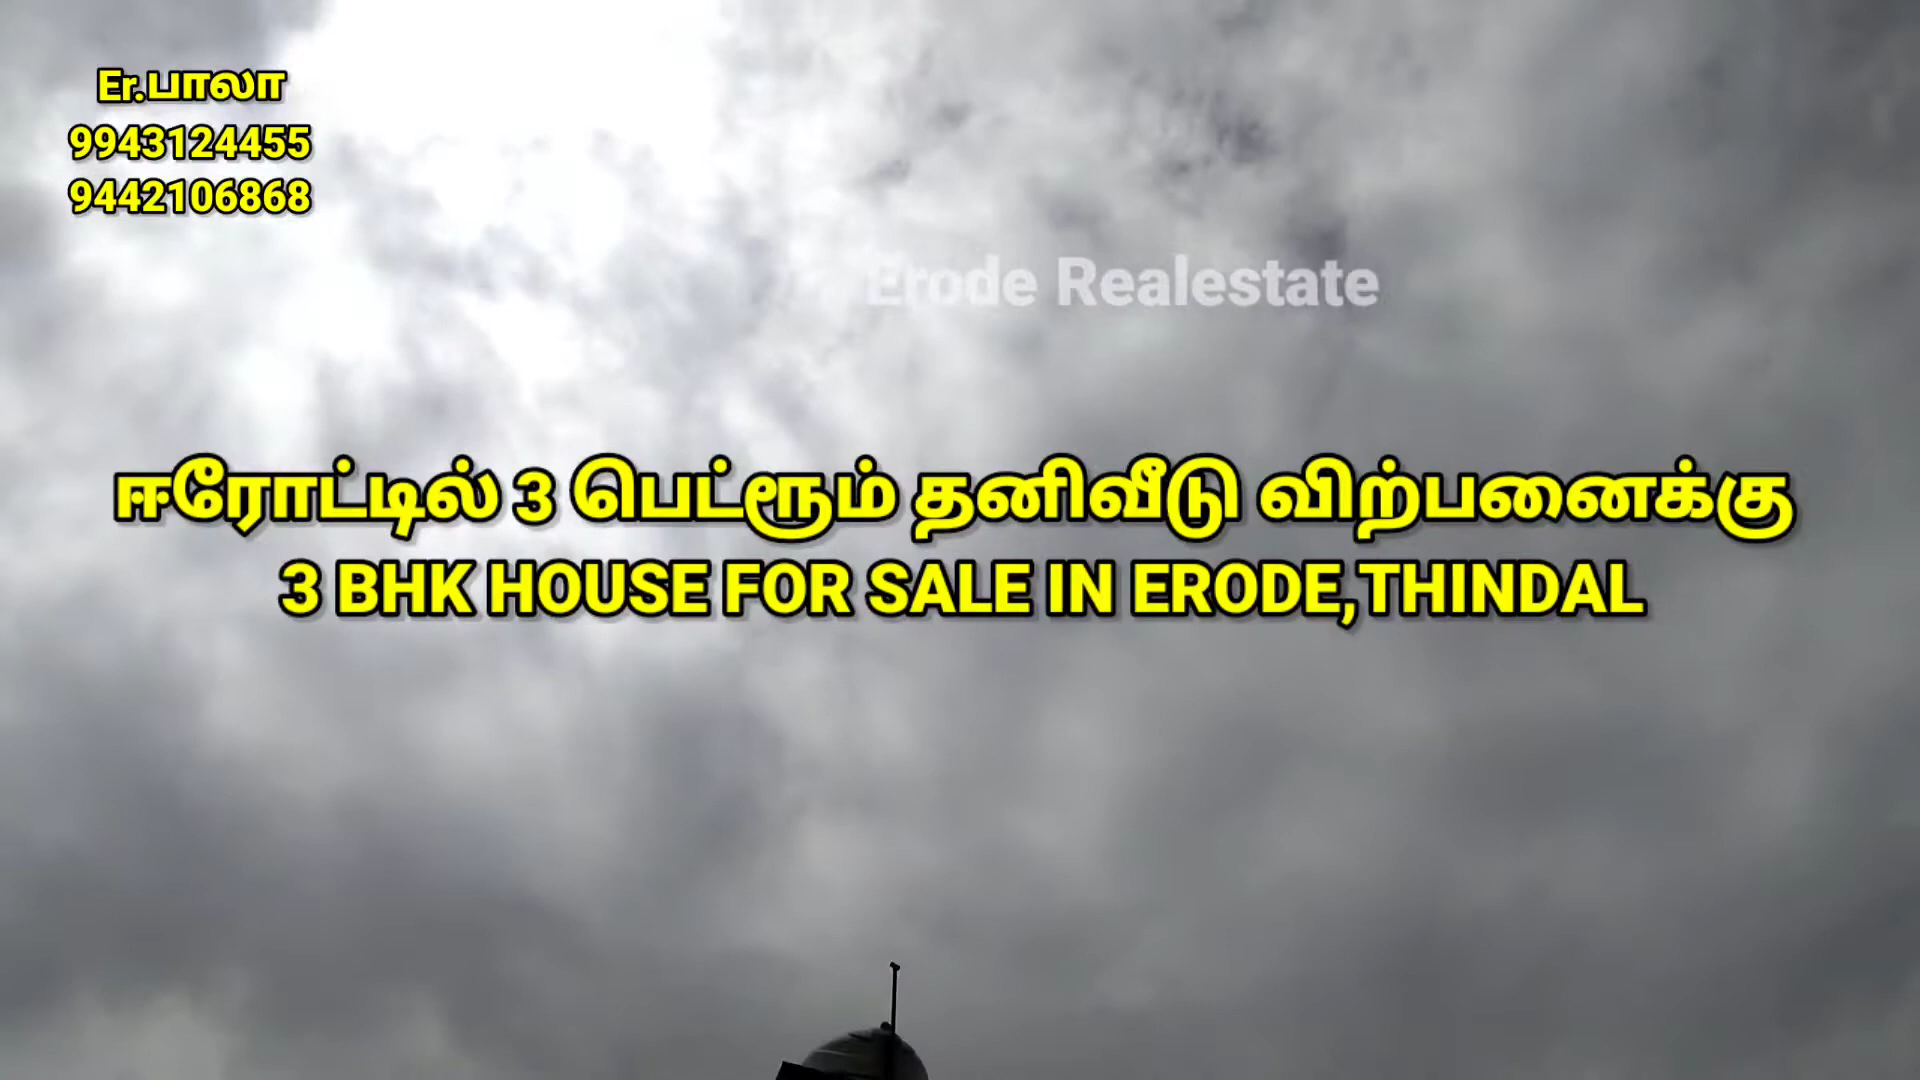 Er.பாலா
9943124455
9442106868
Erode Realestate
ஈரோட்டில் 3 பெட்ரூம் தனிவீடு விற்பனைக்கு
3 BHK HOUSE FOR SALE IN ERODE,THINDAL